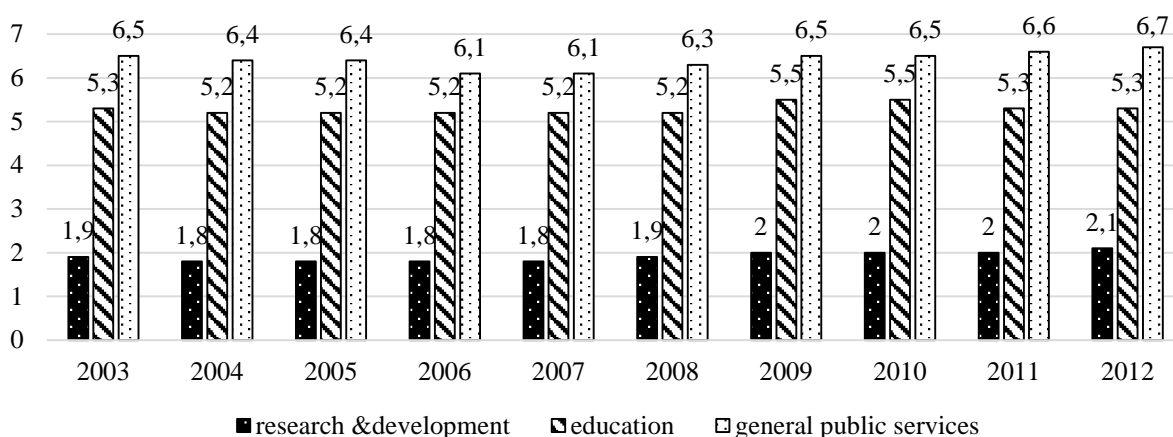 7
6
5
4
3
2
1
0
1,9 5,3 6,5
1,8 5,2 6,4
1,8 5,2 6,4
1,8 5,2 6,1
1,8 5,2 6,1
1,9 5,2 6,3
2 5,5 6,5
2 5,5 6,5
2 5,3 6,6
2,1 5,3 6,7
2003 2004 2005 2006 2007 2008 2009 2010 2011 2012
research &development education general public services